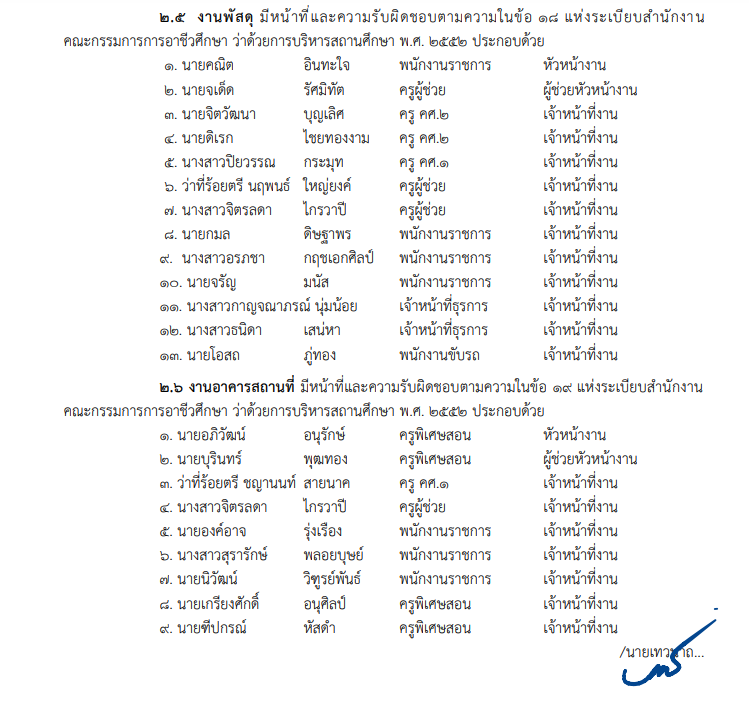 ๒.๕ งานพัสดุ มีหน้าที่และความรับผิดชอบตามความในข้อ ๑๘ แห่งระเบียบสำนักงาน
คณะกรรมการการอาชีวศึกษา ว่าด้วยการบริหารสถานศึกษา พ.ศ. ๒๕๕๒ ประกอบด้วย
๑. นายคณิต อินทะใจ พนักงานราชการ หัวหน้างาน
๒. นายจเด็ด รัศมิทัต ครูผู้ช่วย ผู้ช่วยหัวหน้างาน
๓. นายจิตวัฒนา บุญเลิศ ครู คศ.๒ เจ้าหน้าที่งาน
๔. นายดิเรก ไชยทองงาม ครู คศ.๒ เจ้าหน้าที่งาน
๕. นางสาวปิยวรรณ กระมุท ครู คศ.๑ เจ้าหน้าที่งาน
๖. ว่าที่ร้อยตรี นฤพนธ์ ใหญ่ยงค์ ครูผู้ช่วย เจ้าหน้าที่งาน
๗. นางสาวจิตรลดา ไกรวาปี ครูผู้ช่วย เจ้าหน้าที่งาน
๘. นายกมล ดิษฐาพร พนักงานราชการ เจ้าหน้าที่งาน
๙. นางสาวอรภชา กฤชเอกศิลป์ พนักงานราชการ เจ้าหน้าที่งาน
๑๐. นายจรัญ มนัส พนักงานราชการ เจ้าหน้าที่งาน
๑๑. นางสาวกาญจณาภรณ์ นุ่มน้อย เจ้าหน้าที่ธุรการ เจ้าหน้าที่งาน
๑๒. นางสาวธนิดา เสน่หา เจ้าหน้าที่ธุรการ เจ้าหน้าที่งาน
๑๓. นายโอสถ ภู่ทอง พนักงานขับรถ เจ้าหน้าที่งาน
๒.๖ งานอาคารสถานที่ มีหน้าที่และความรับผิดชอบตามความในข้อ ๑๙ แห่งระเบียบสำนักงาน
คณะกรรมการการอาชีวศึกษา ว่าด้วยการบริหารสถานศึกษา พ.ศ. ๒๕๕๒ ประกอบด้วย
๑. นายอภิวัฒน์ อนุรักษ์ ครูพิเศษสอน หัวหน้างาน
๒. นายบุรินทร์ พุฒทอง ครูพิเศษสอน ผู้ช่วยหัวหน้างาน
๓. ว่าที่ร้อยตรี ชญานนท์ สายนาค ครู คศ.๑ เจ้าหน้าที่งาน
๔. นางสาวจิตรลดา ไกรวาปี ครูผู้ช่วย เจ้าหน้าที่งาน
๕. นายองค์อาจ รุ่งเรือง พนักงานราชการ เจ้าหน้าที่งาน
๖. นางสาวสุรารักษ์ พลอยบุษย์ พนักงานราชการ เจ้าหน้าที่งาน
๗. นายนิวัฒน์ วิฑูรย์พันธ์ พนักงานราชการ เจ้าหน้าที่งาน
๘. นายเกรียงศักดิ์ อนุศิลป์ ครูพิเศษสอน เจ้าหน้าที่งาน
๙. นายฑีปกรณ์ หัสดำ ครูพิเศษสอน เจ้าหน้าที่งาน